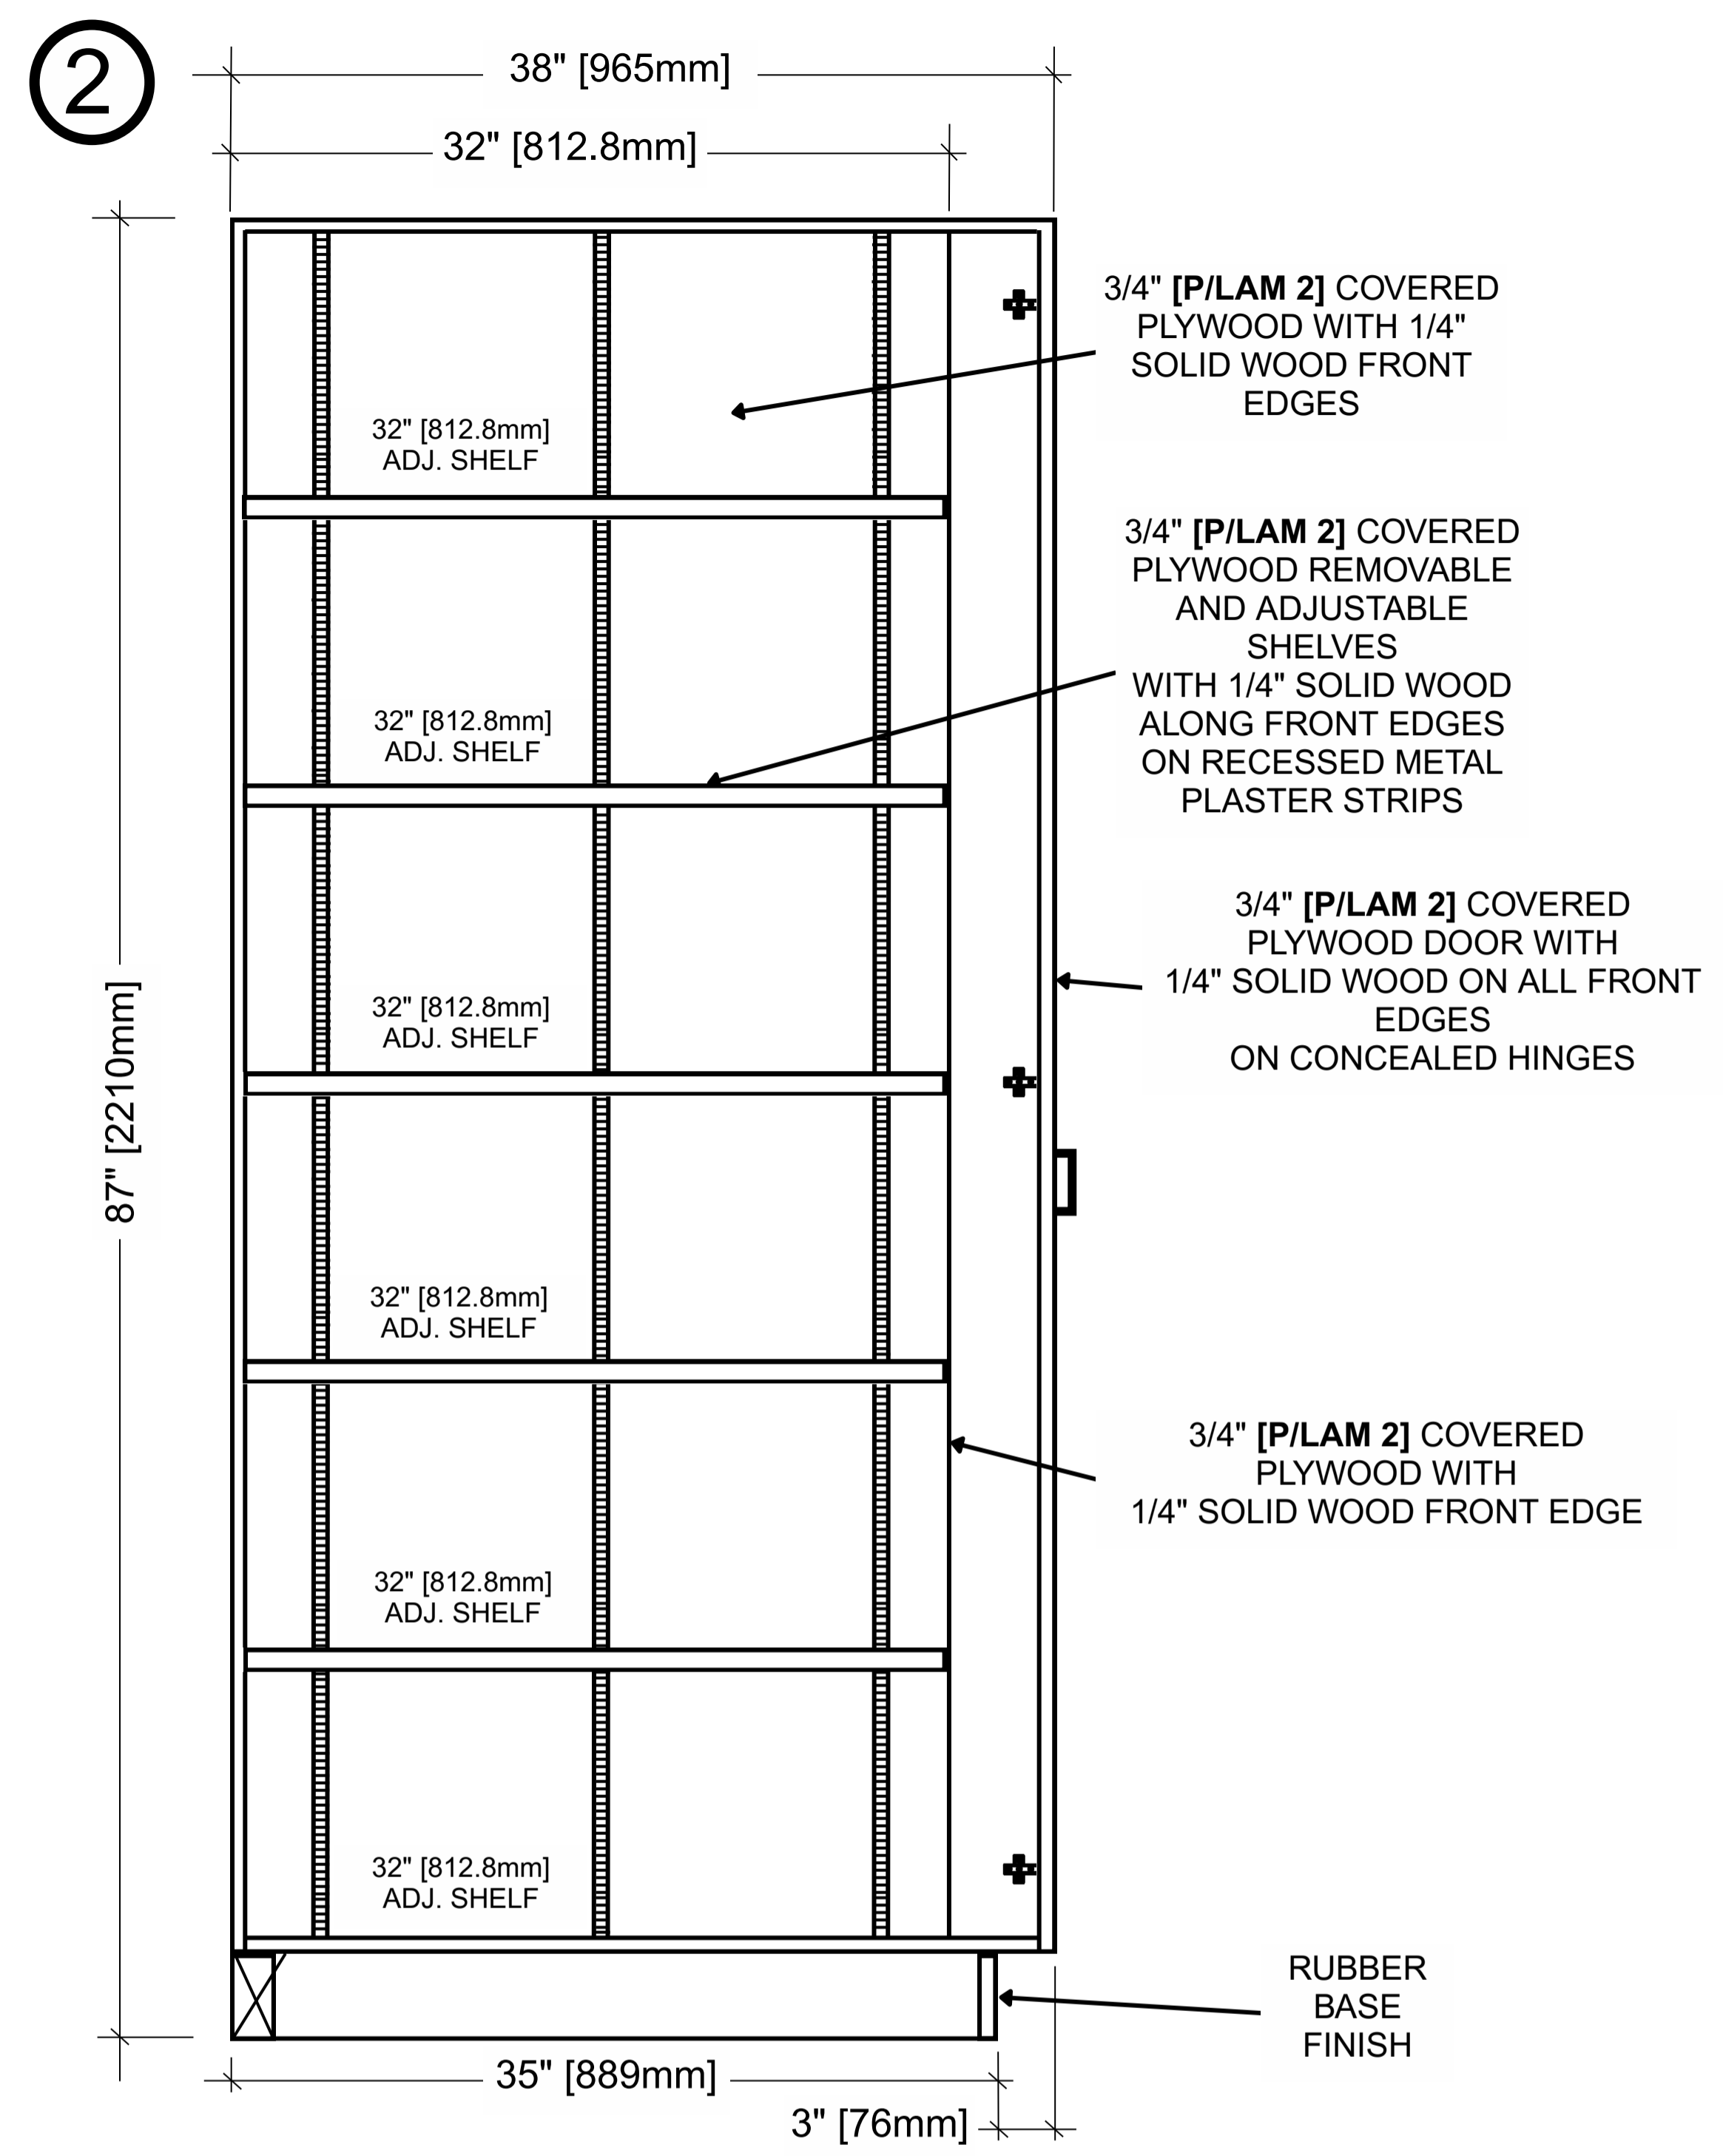 2
38" [965mm]
32" [812.8mm]
3/4" [P/LAM 2] COVERED
PLYWOOD WITH 1/4"
SOLID WOOD FRONT
EDGES
32" [812.8mm]
ADJ. SHELF
3/4" [P/LAM 2] COVERED
PLYWOOD REMOVABLE
AND ADJUSTABLE
SHELVES
WITH 1/4" SOLID WOOD
ALONG FRONT EDGES
ON RECESSED METAL
PLASTER STRIPS
32" [812.8mm]
ADJ. SHELF
3/4" [P/LAM 2] COVERED
PLYWOOD DOOR WITH
1/4" SOLID WOOD ON ALL FRONT
EDGES
ON CONCEALED HINGES
32" [812.8mm]
ADJ. SHELF
87" [2210mm]
32" [812.8mm]
ADJ. SHELF
3/4" [P/LAM 2] COVERED
PLYWOOD WITH
1/4" SOLID WOOD FRONT EDGE
32" [812.8mm]
ADJ. SHELF
32" [812.8mm]
ADJ. SHELF
RUBBER
BASE
FINISH
35" [889mm]
3" [76mm]